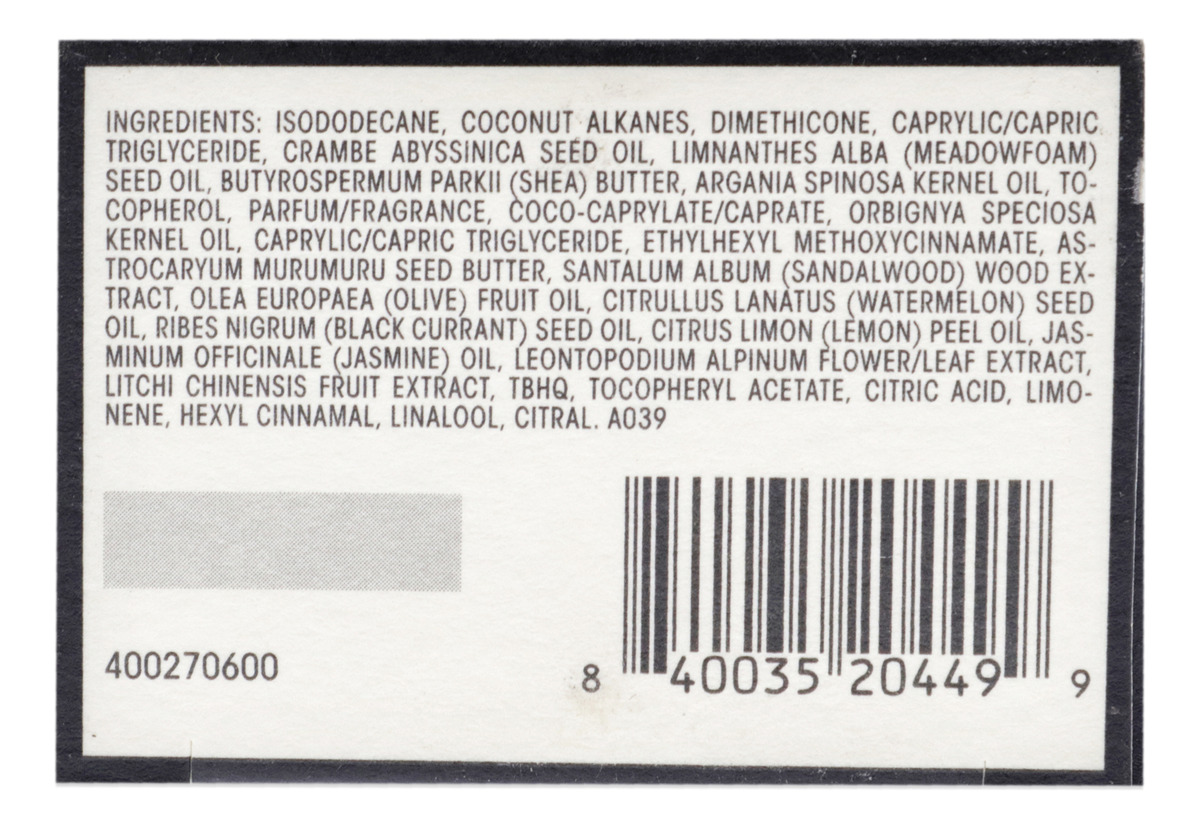 INGREDIENTS: ISODODECANE, COCONUT ALKANES, DIMETHICONE, CAPRYLIC/CAPRIC
TRIGLYCERIDE, CRAMBE ABYSSINICA SEED OIL, LIMNANTHES ALBA (MEADOWFOAM)
SEED OIL, BUTYROSPERMUM PARKII (SHEA) BUTTER, ARGANIA SPINOSA KERNEL OIL, TO-
COPHEROL, PARFUM/FRAGRANCE, COCO-CAPRYLATE/CAPRATE, ORBIGNYA SPECIOSA
KERNEL OIL, CAPRYLIC/CAPRIC TRIGLYCERIDE, ETHYLHEXYL METHOXYCINNAMATE, AS-
TROCARYUM MURUMURU SEED BUTTER, SANTALUM ALBUM (SANDALWOOD) WOOD EX-
TRACT, OLEA EUROPAEA (OLIVE) FRUIT OIL, CITRULLUS LANATUS (WATERMELON) SEED
OIL, RIBES NIGRUM (BLACK CURRANT) SEED OIL, CITRUS LIMON (LEMON) PEEL OIL, JAS-
MINUM OFFICINALE (JASMINE) OIL, LEONTOPODIUM ALPINUM FLOWER/LEAF EXTRACT,
LITCHI CHINENSIS FRUIT EXTRACT, TBHQ, TOCOPHERYL ACETATE, CITRIC ACID, LIMO-
NENE, HEXYL CINNAMAL, LINALOOL, CITRAL. A039
400270600
8 40035 20449 9